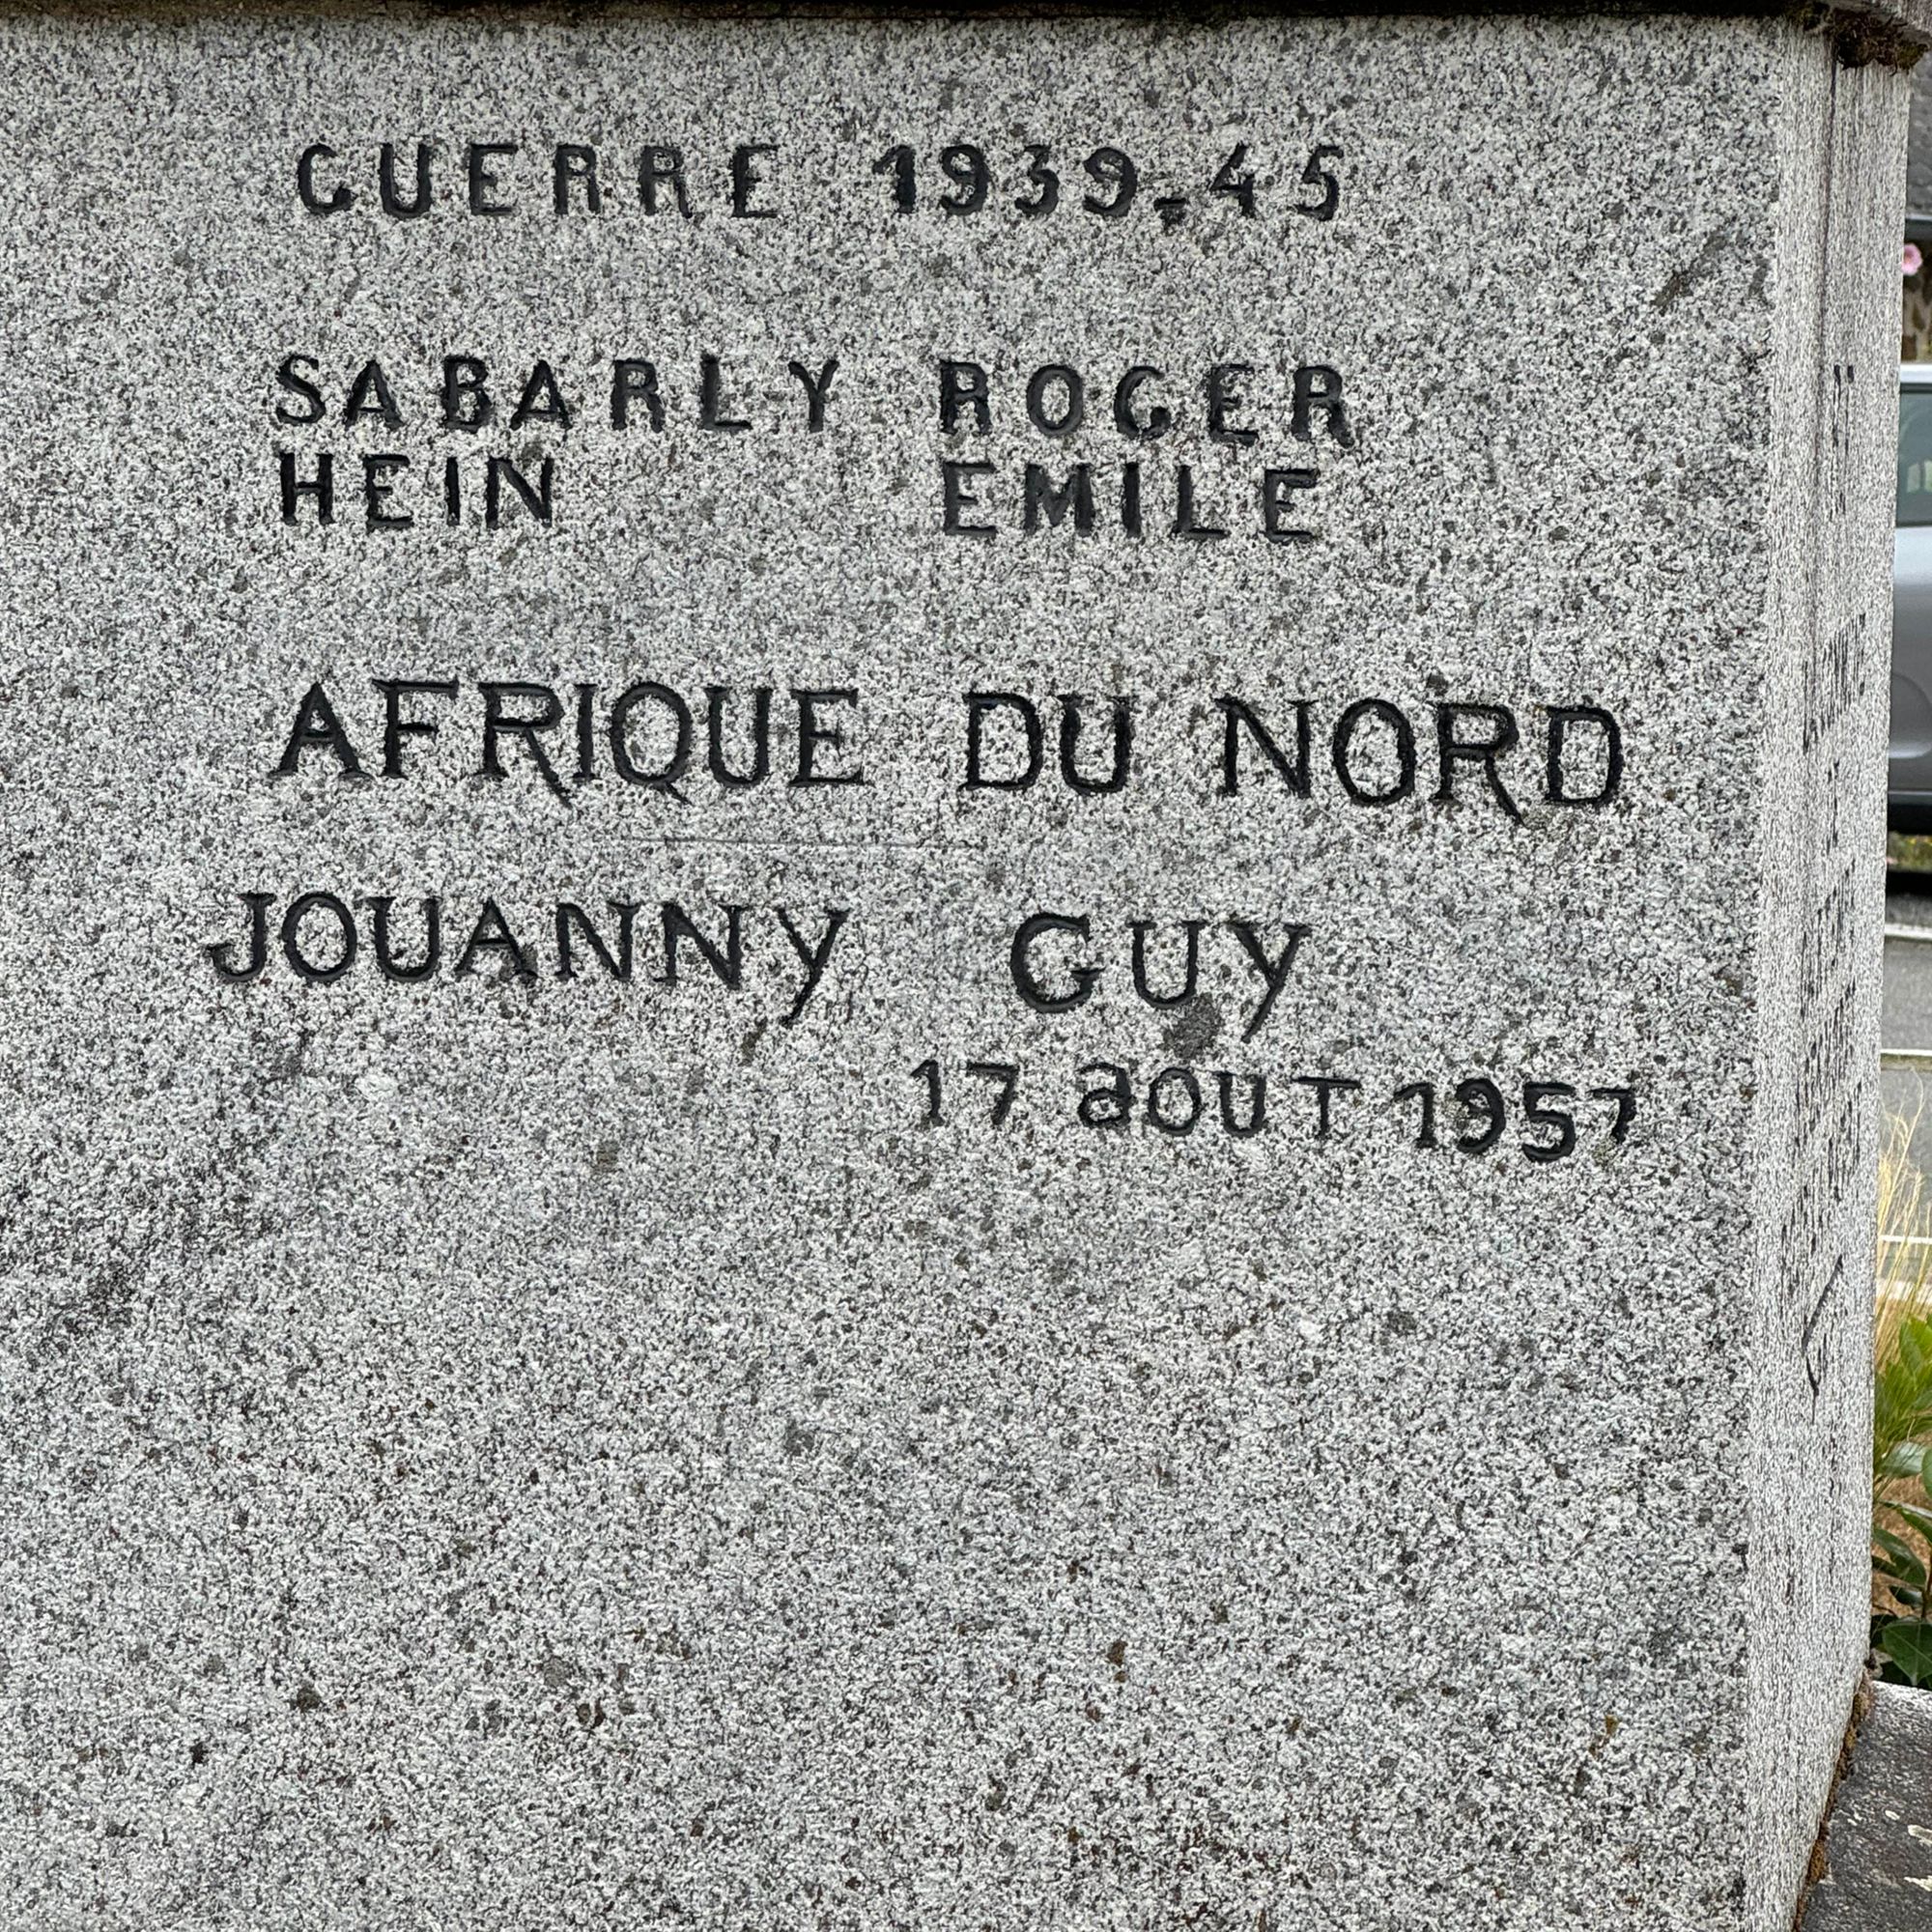 GUERRE 1939.45
SABARLY ROGER
HEIN EMILE
AFRIQUE DU NORD
JOUANNY GUY
17 aOUT 1957